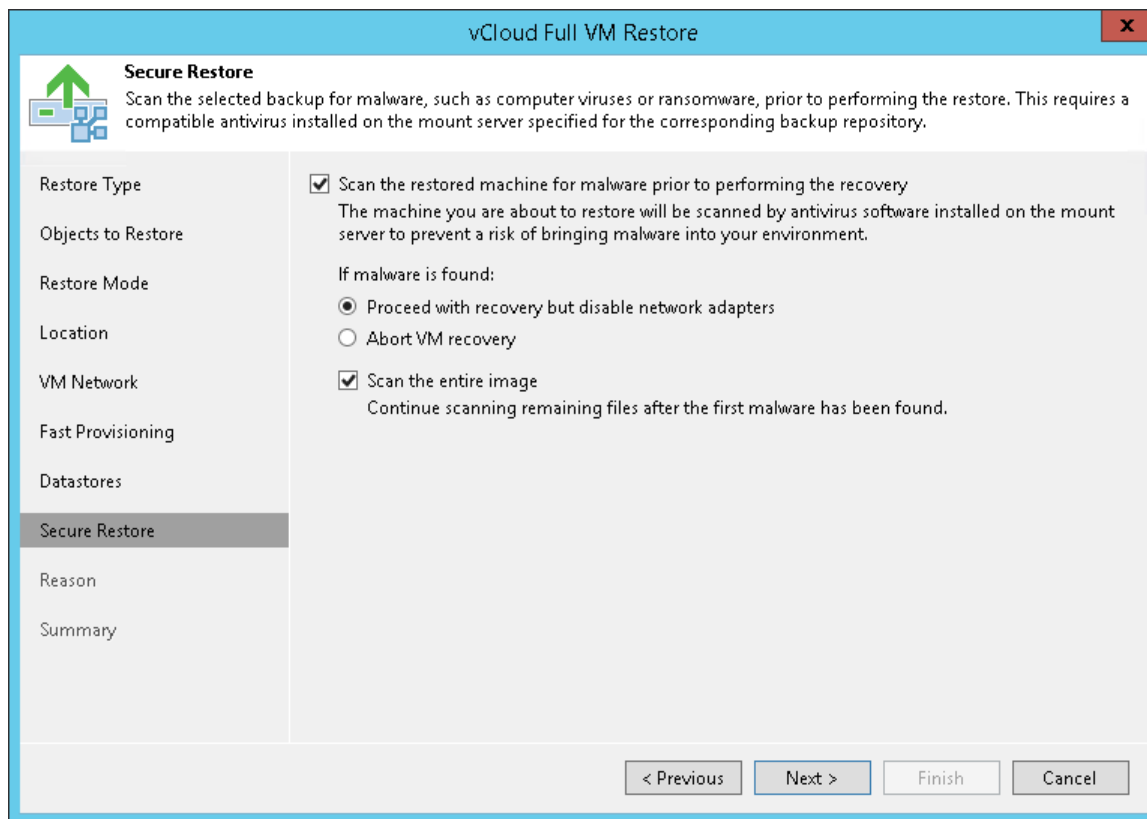 vCloud Full VM Restore
x
Secure Restore
Scan the selected backup for malware, such as computer viruses or ransomware, prior to performing the restore. This requires a
compatible antivirus installed on the mount server specified for the corresponding backup repository.
Restore Type
Objects to Restore
Restore Mode
Location
VM Network
Fast Provisioning
Datastores
Secure Restore
Reason
Summary
Scan the restored machine for malware prior to performing the recovery
The machine you are about to restore will be scanned by antivirus software installed on the mount
server to prevent a risk of bringing malware into your environment.
If malware is found:
Proceed with recovery but disable network adapters
Abort VM recovery
Scan the entire image
Continue scanning remaining files after the first malware has been found.
< Previous
Next >
Finish
Cancel